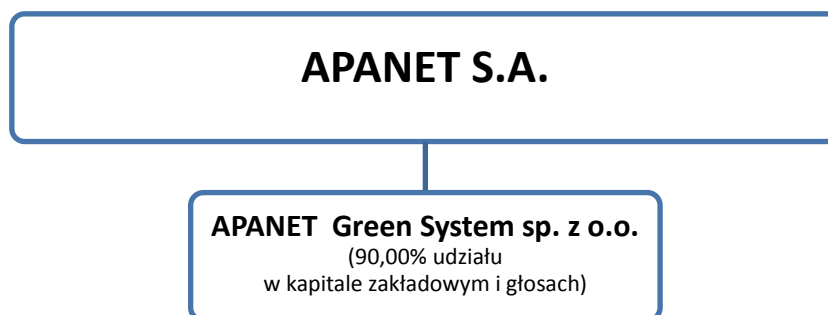 APANET S.A.
APANET Green System sp. z o.o.
(90,00% udziału
w kapitale zakładowym i głosach)